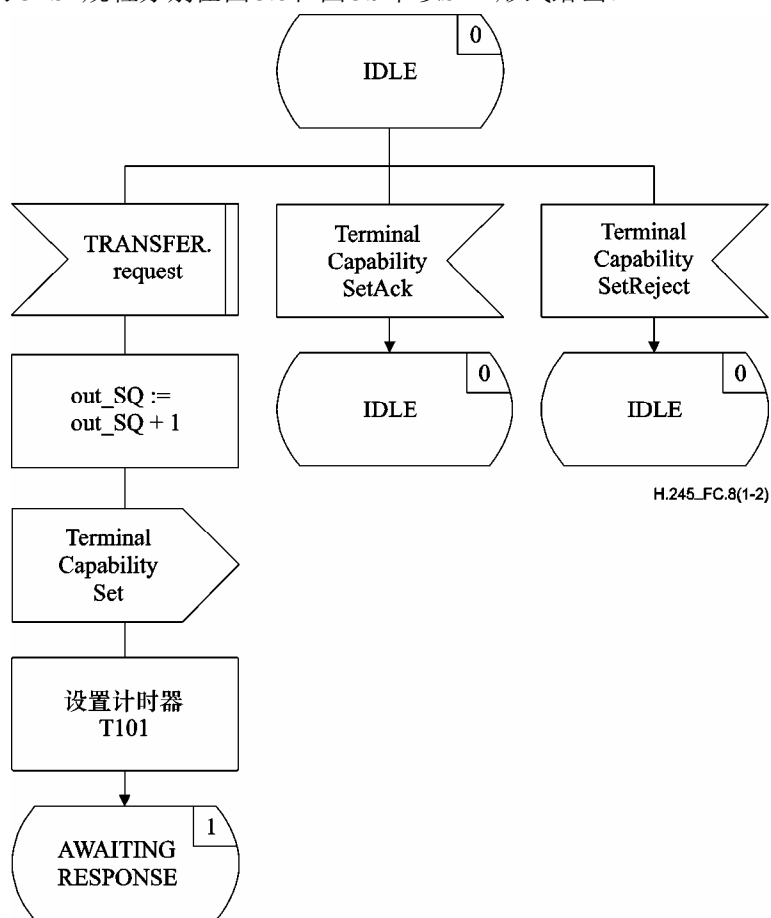 0
IDLE
TRANSFER.
request
Terminal
Capability
SetAck
Terminal
Capability
SetReject
out_SQ :=
out_SQ + 1
0
IDLE
0
IDLE
H.245_FC.8(1-2)
Terminal
Capability
Set
设置计时器
T101
1
AWAITING
RESPONSE